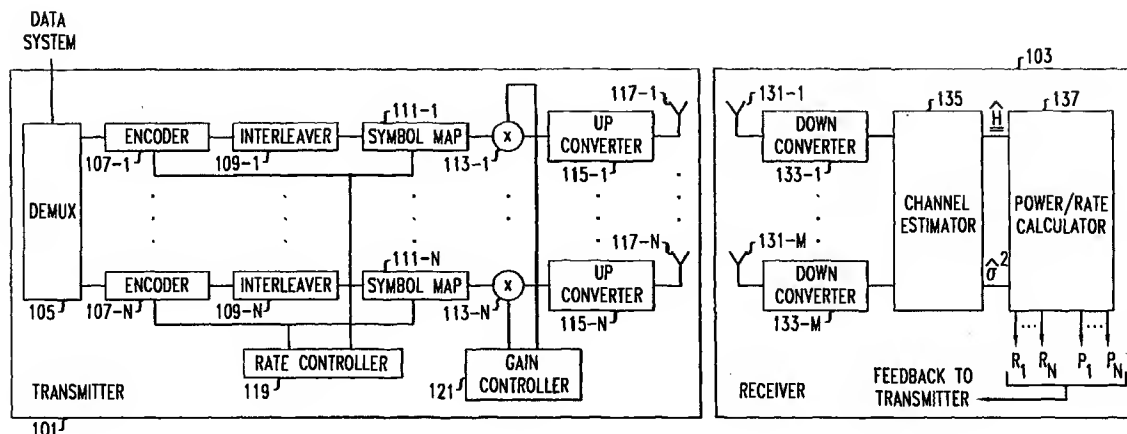 DATA
SYSTEM
103
117-1
131-1
135
137
111-1
Ĥ
ENCODER
INTERLEAVER
SYMBOL MAP
X
UP
CONVERTER
DOWN
CONVERTER
107-1
109-1
113-1
115-1
133-1
DEMUX
CHANNEL
ESTIMATOR
POWER/RATE
CALCULATOR
117-N
131-M
111-N
σ̂²
ENCODER
INTERLEAVER
SYMBOL MAP
X
UP
CONVERTER
DOWN
CONVERTER
105
107-N
109-N
113-N
115-N
133-M
RATE CONTROLLER
GAIN
CONTROLLER
R1 RN P1 PN
119
121
TRANSMITTER
RECEIVER
FEEDBACK TO
TRANSMITTER
101